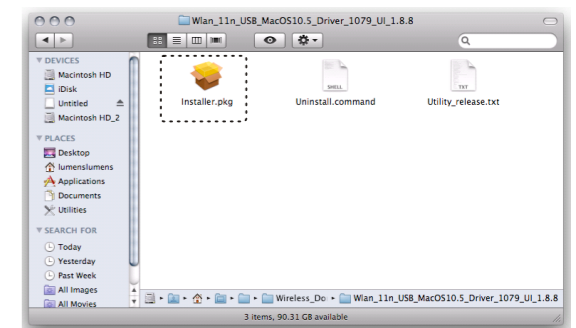 Wlan_11n_USB_MacOS10.5_Driver_1079_UI_1.8.8
DEVICES
Macintosh HD
iDisk
Untitled
Macintosh HD_2
PLACES
Desktop
lumenslumens
Applications
Documents
Utilities
SEARCH FOR
Today
Yesterday
Past Week
All Images
All Movies
Installer.pkg
SHELL
Uninstall.command
TXT
Utility_release.txt
Wireless_Do Wlan_11n_USB_MacOS10.5_Driver_1079_UI_1.8.8
3 items, 90.31 GB available